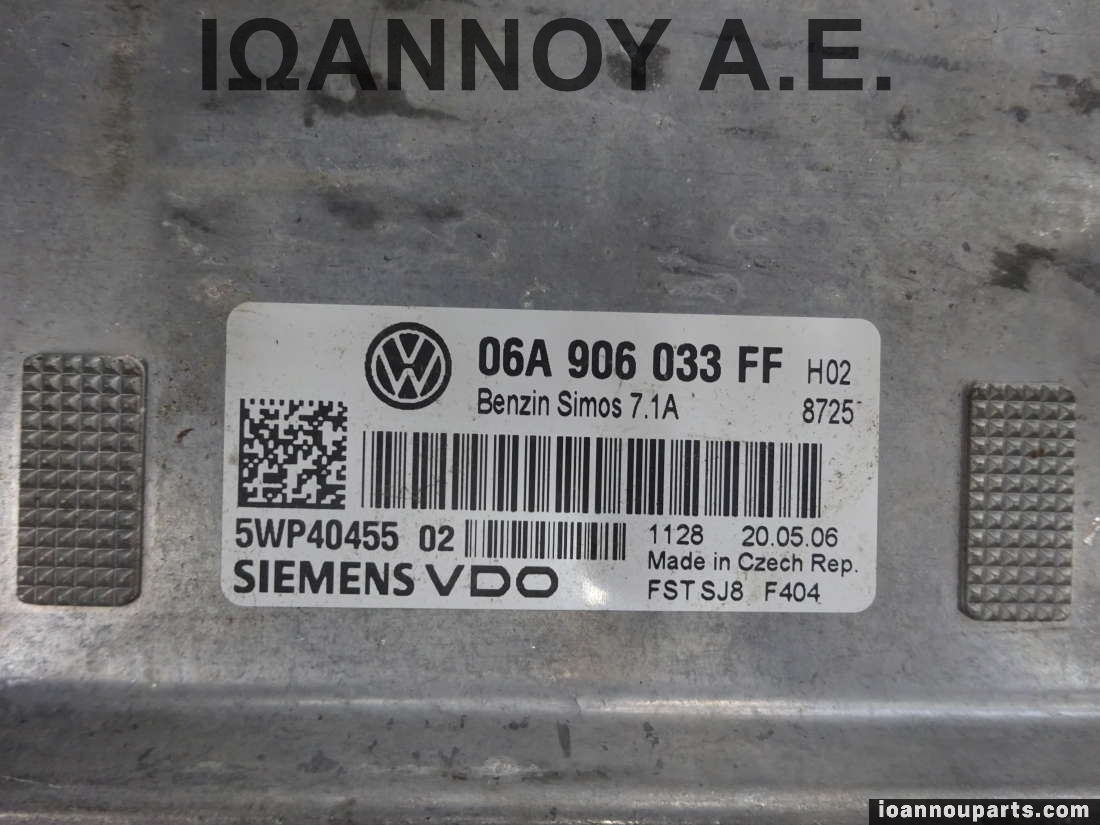 ΙΩΑΝΝΟΥ Α.Ε.
06A 906 033 FF H02
Benzin Simos 7.1A 8725
5WP40455 02 1128 20.05.06
Made in Czech Rep.
SIEMENS VDO FST SJ8 F404
ioannouparts.com